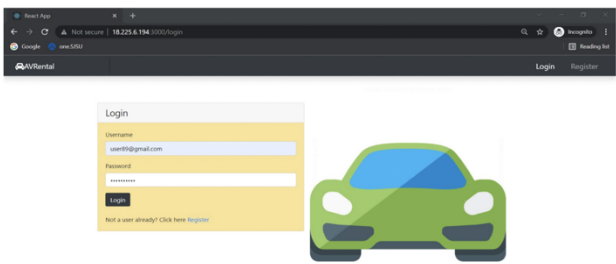 React App
Not secure | 18.225.6.194:3000/login
Incognito
Google one.SJSU
Reading list
AVRental
Login Register
Login
Username
user89@gmail.com
Password
••••••••••
Login
Not a user already? Click here Register